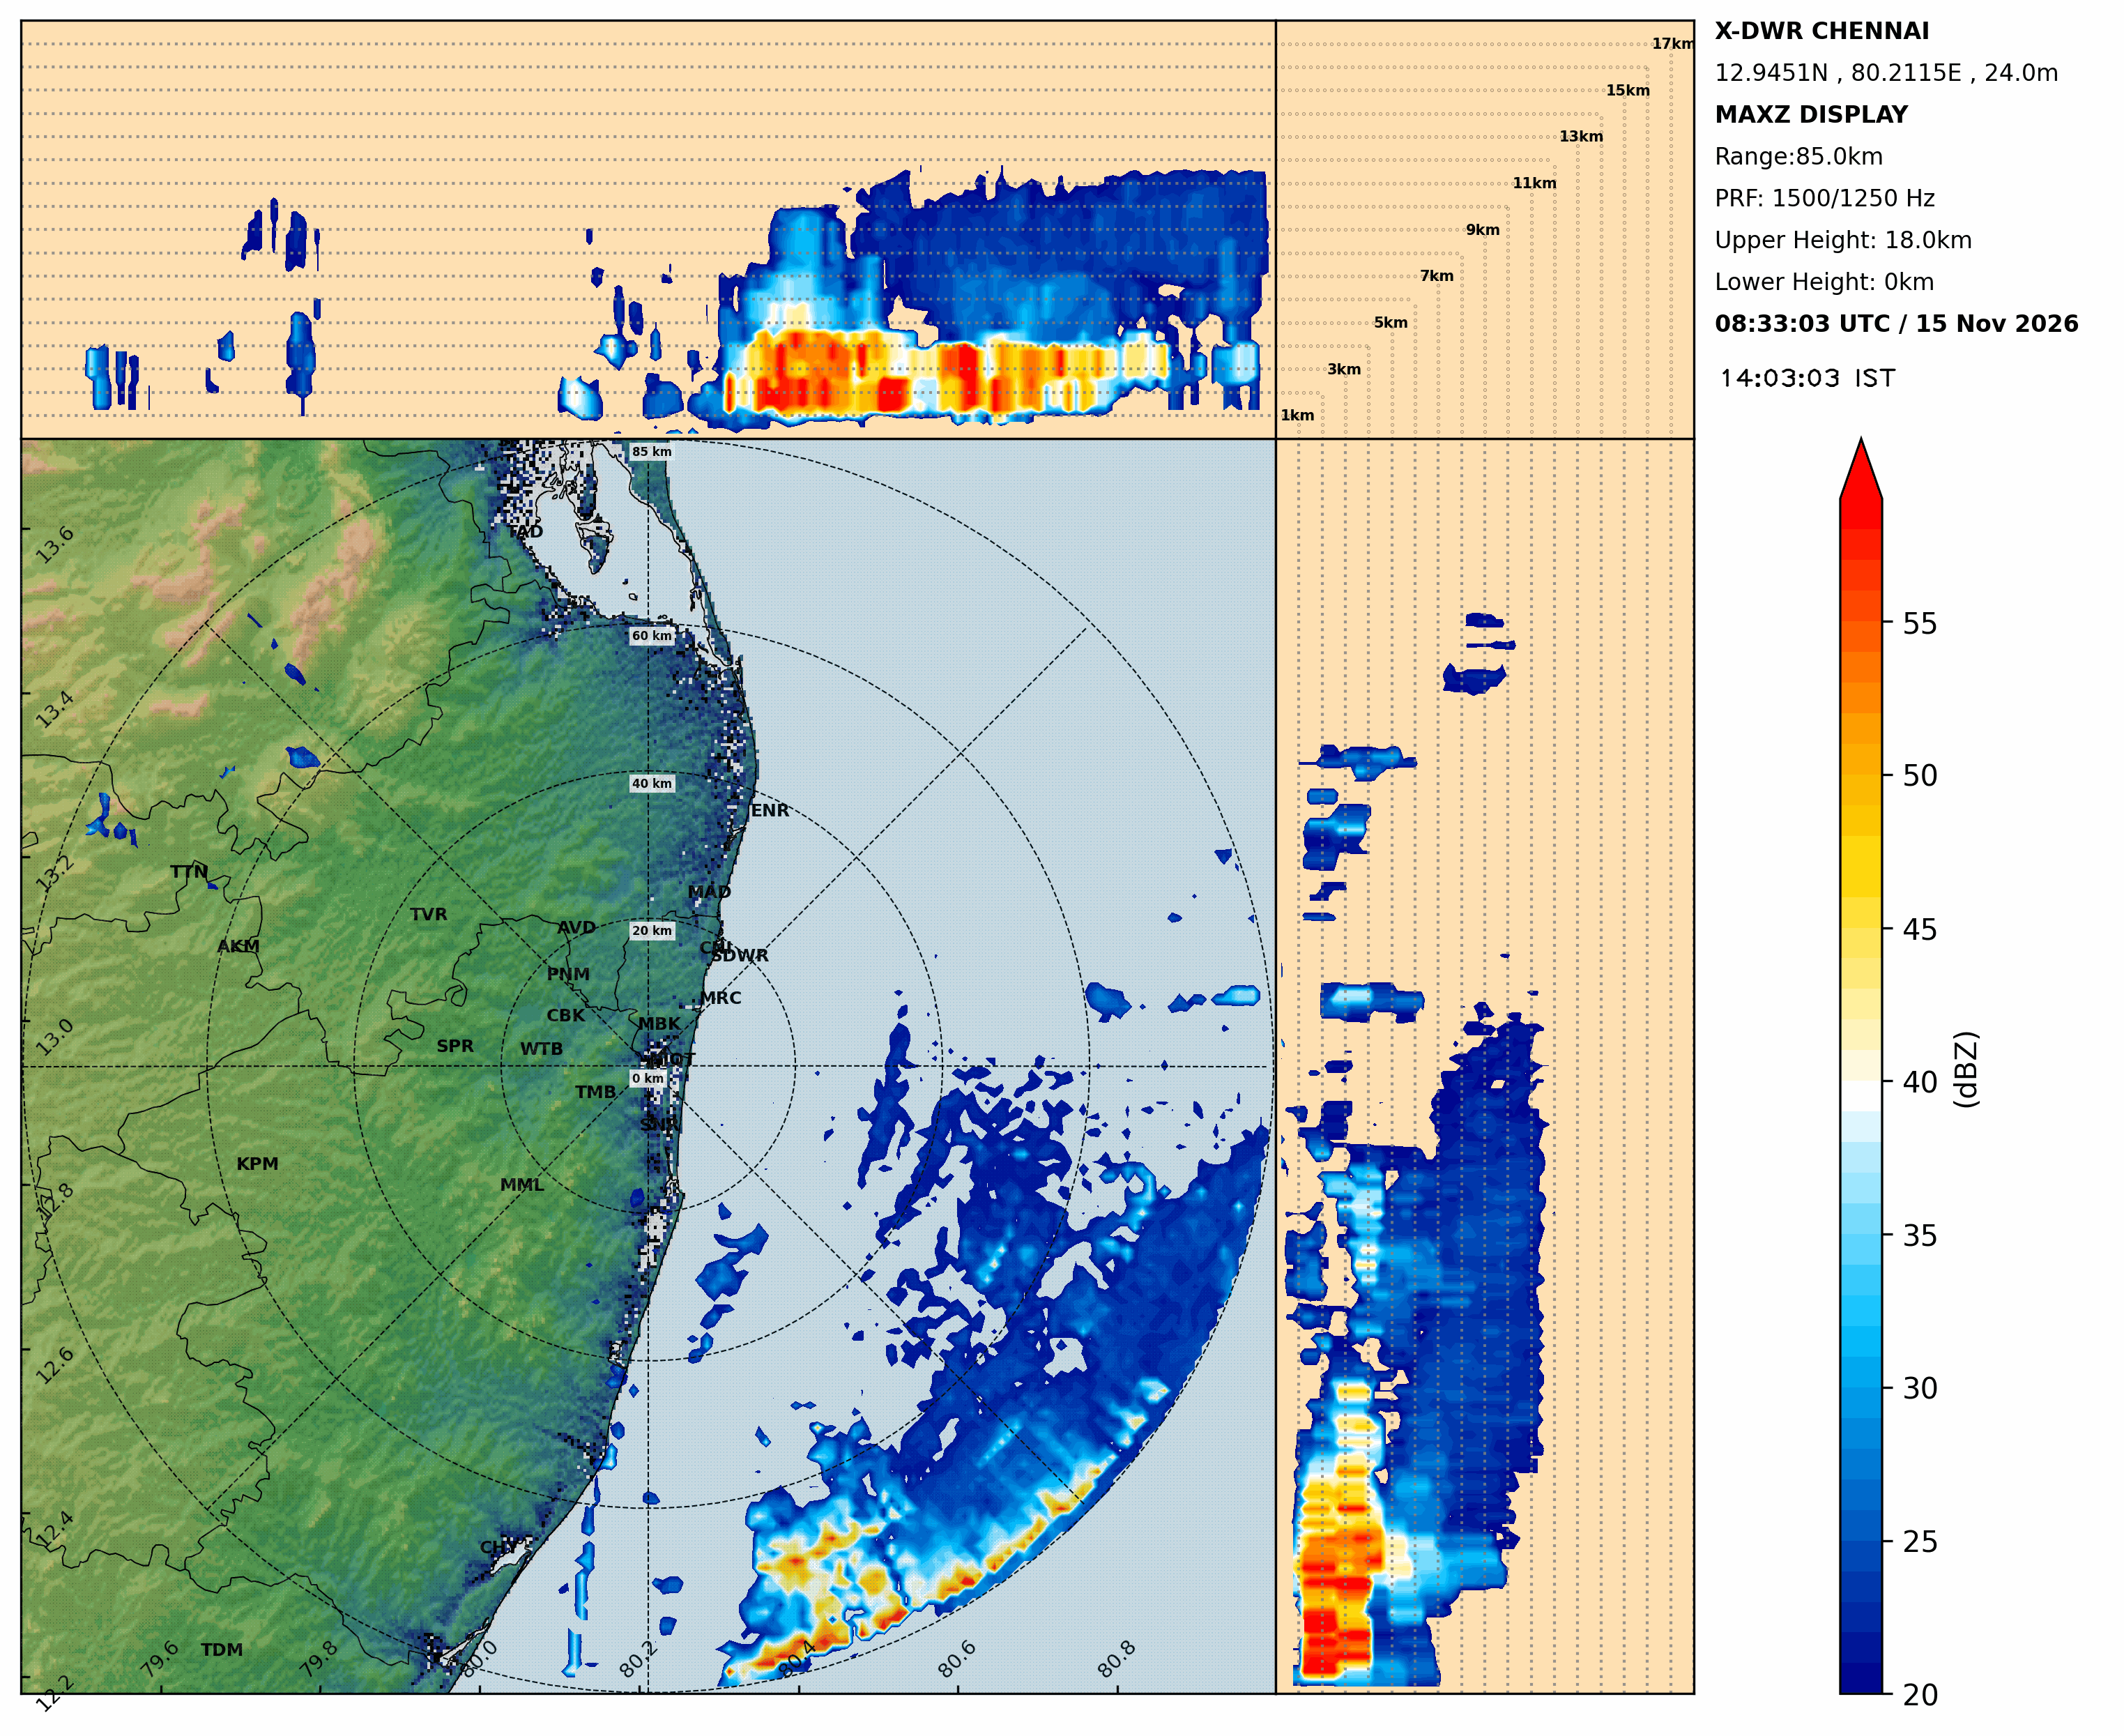 X-DWR CHENNAI
12.9451N , 80.2115E , 24.0m
MAXZ DISPLAY
Range:85.0km
PRF: 1500/1250 Hz
Upper Height: 18.0km
Lower Height: 0km
08:33:03 UTC / 15 Nov 2026
14:03:03 IST
17km
15km
13km
11km
9km
7km
5km
3km
1km
85 km
60 km
40 km
20 km
0 km
TAD
ENR
MAD
TTN
TVR
AVD
AKM
SDWR
PNM
MRC
CBK
MBK
SPR
WTB
TMB
SNR
KPM
MML
CHY
TDM
13.6
13.4
13.2
13.0
12.8
12.6
12.4
12.2
79.6
79.8
80.0
80.2
80.4
80.6
80.8
55
50
45
40
35
30
25
20
(dBZ)